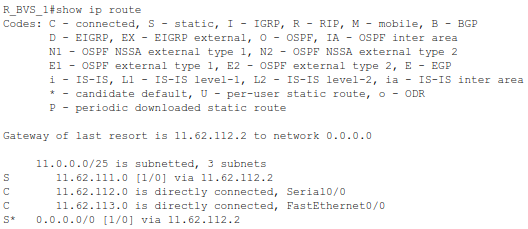 R_BVS_1#show ip route
Codes: C - connected, S - static, I - IGRP, R - RIP, M - mobile, B - BGP
       D - EIGRP, EX - EIGRP external, O - OSPF, IA - OSPF inter area
       N1 - OSPF NSSA external type 1, N2 - OSPF NSSA external type 2
       E1 - OSPF external type 1, E2 - OSPF external type 2, E - EGP
       i - IS-IS, L1 - IS-IS level-1, L2 - IS-IS level-2, ia - IS-IS inter area
       * - candidate default, U - per-user static route, o - ODR
       P - periodic downloaded static route
Gateway of last resort is 11.62.112.2 to network 0.0.0.0
     11.0.0.0/25 is subnetted, 3 subnets
S       11.62.111.0 [1/0] via 11.62.112.2
C       11.62.112.0 is directly connected, Serial0/0
C       11.62.113.0 is directly connected, FastEthernet0/0
S*   0.0.0.0/0 [1/0] via 11.62.112.2